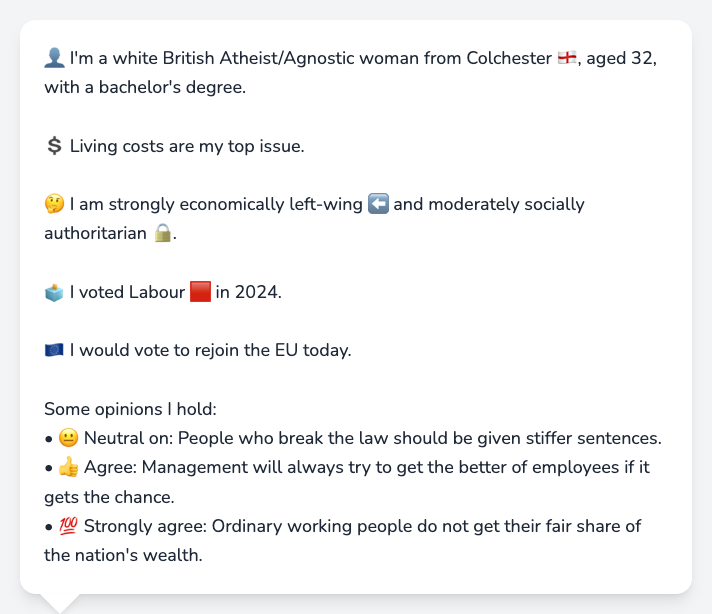 👤 I'm a white British Atheist/Agnostic woman from Colchester 🏴󠁧󠁢󠁥󠁮󠁧󠁿, aged 32,
with a bachelor's degree.
💲 Living costs are my top issue.
🤔 I am strongly economically left-wing ⬅️ and moderately socially
authoritarian 🔒.
🗳️ I voted Labour 🟥 in 2024.
🇪🇺 I would vote to rejoin the EU today.
Some opinions I hold:
• 😐 Neutral on: People who break the law should be given stiffer sentences.
• 👍 Agree: Management will always try to get the better of employees if it
gets the chance.
• 💯 Strongly agree: Ordinary working people do not get their fair share of
the nation's wealth.